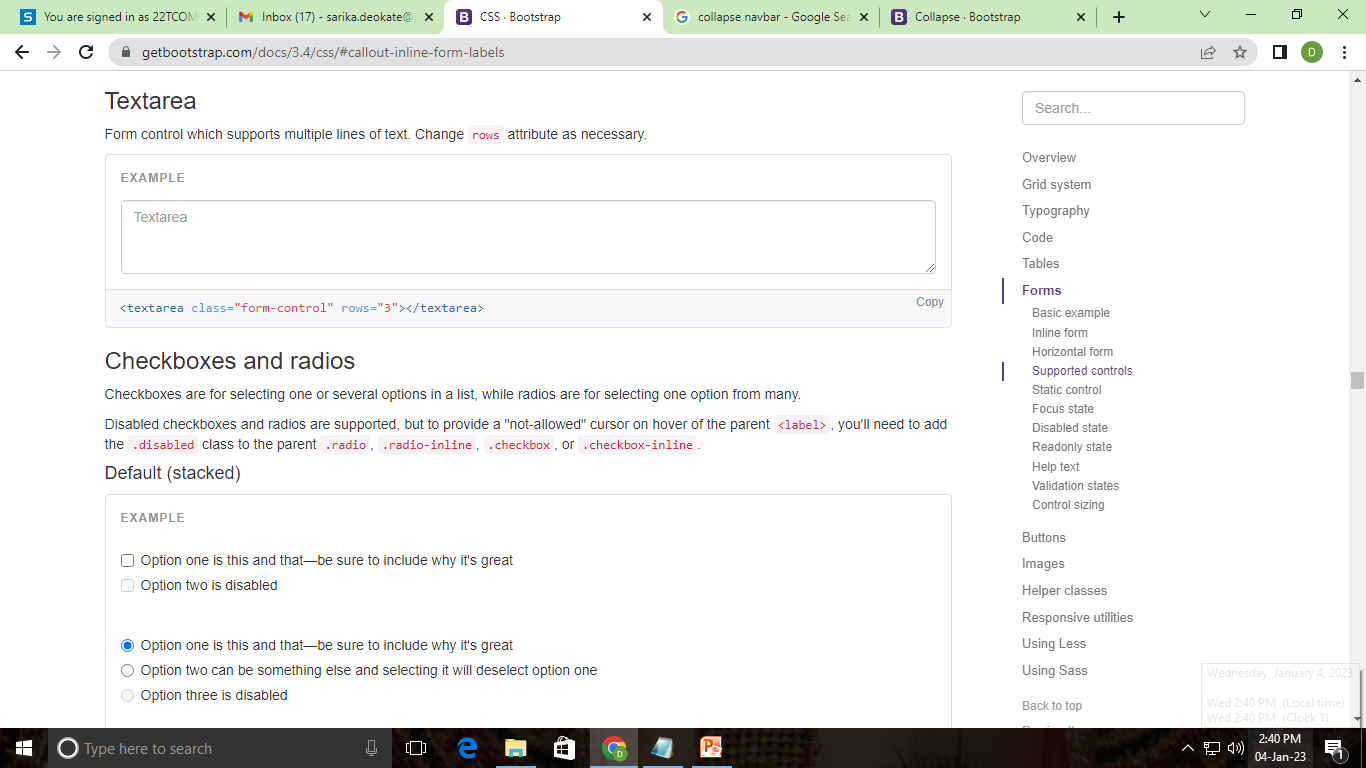 You are signed in as 22TCOM
Inbox (17) - sarika.deokate@
CSS · Bootstrap
collapse navbar - Google Sea
Collapse · Bootstrap
getbootstrap.com/docs/3.4/css/#callout-inline-form-labels
D
Textarea
Form control which supports multiple lines of text. Change rows attribute as necessary.
EXAMPLE
Textarea
Copy
<textarea class="form-control" rows="3"></textarea>
Checkboxes and radios
Checkboxes are for selecting one or several options in a list, while radios are for selecting one option from many.
Disabled checkboxes and radios are supported, but to provide a "not-allowed" cursor on hover of the parent <label>, you'll need to add
the .disabled class to the parent .radio, .radio-inline, .checkbox, or .checkbox-inline.
Default (stacked)
EXAMPLE
Option one is this and that—be sure to include why it's great
Option two is disabled
Option one is this and that—be sure to include why it's great
Option two can be something else and selecting it will deselect option one
Option three is disabled
Search...
Overview
Grid system
Typography
Code
Tables
Forms
Basic example
Inline form
Horizontal form
Supported controls
Static control
Focus state
Disabled state
Readonly state
Help text
Validation states
Control sizing
Buttons
Images
Helper classes
Responsive utilities
Using Less
Using Sass
Back to top
Wednesday, January 4, 2023
Wed 2:40 PM (Local time)
Wed 2:40 PM (Clock 1)
Type here to search
2:40 PM
04-Jan-23
1